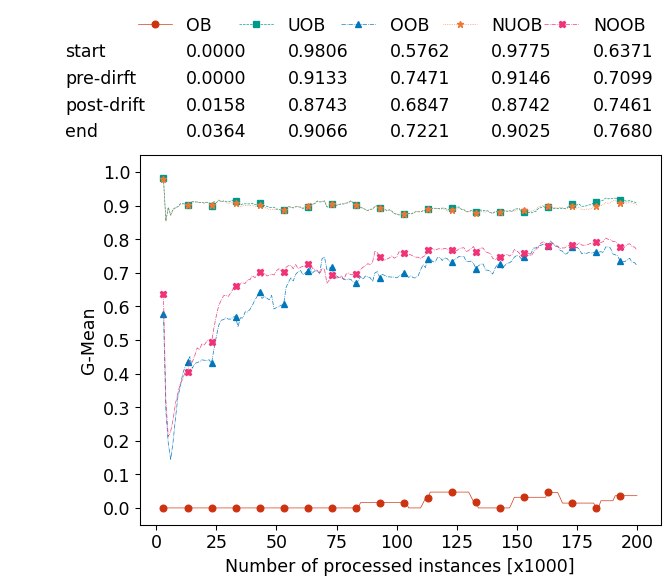 OB UOB OOB NUOB NOOB
start 0.0000 0.9806 0.5762 0.9775 0.6371
pre-dirft 0.0000 0.9133 0.7471 0.9146 0.7099
post-drift 0.0158 0.8743 0.6847 0.8742 0.7461
end 0.0364 0.9066 0.7221 0.9025 0.7680
1.0
0.9
0.8
0.7
0.6
0.5
0.4
0.3
0.2
0.1
0.0
G-Mean
0 25 50 75 100 125 150 175 200
Number of processed instances [x1000]